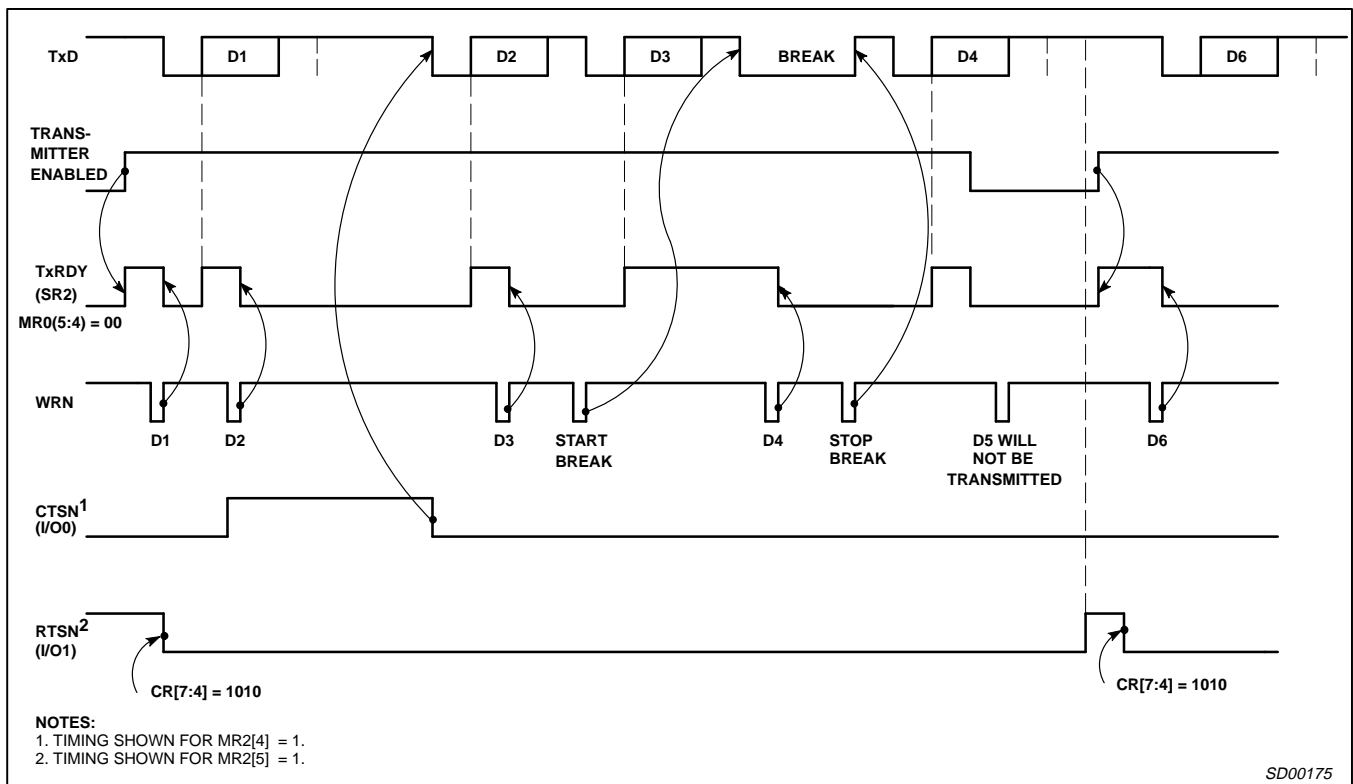 TxD
D1
D2
D3
BREAK
D4
D6
TRANS-
MITTER
ENABLED
TxRDY
(SR2)
MR0(5:4) = 00
WRN
D1
D2
D3
START
BREAK
D4
STOP
BREAK
D5 WILL
NOT BE
TRANSMITTED
D6
CTSN1
(I/O0)
RTSN2
(I/O1)
CR[7:4] = 1010
CR[7:4] = 1010
NOTES:
1. TIMING SHOWN FOR MR2[4] = 1.
2. TIMING SHOWN FOR MR2[5] = 1.
SD00175